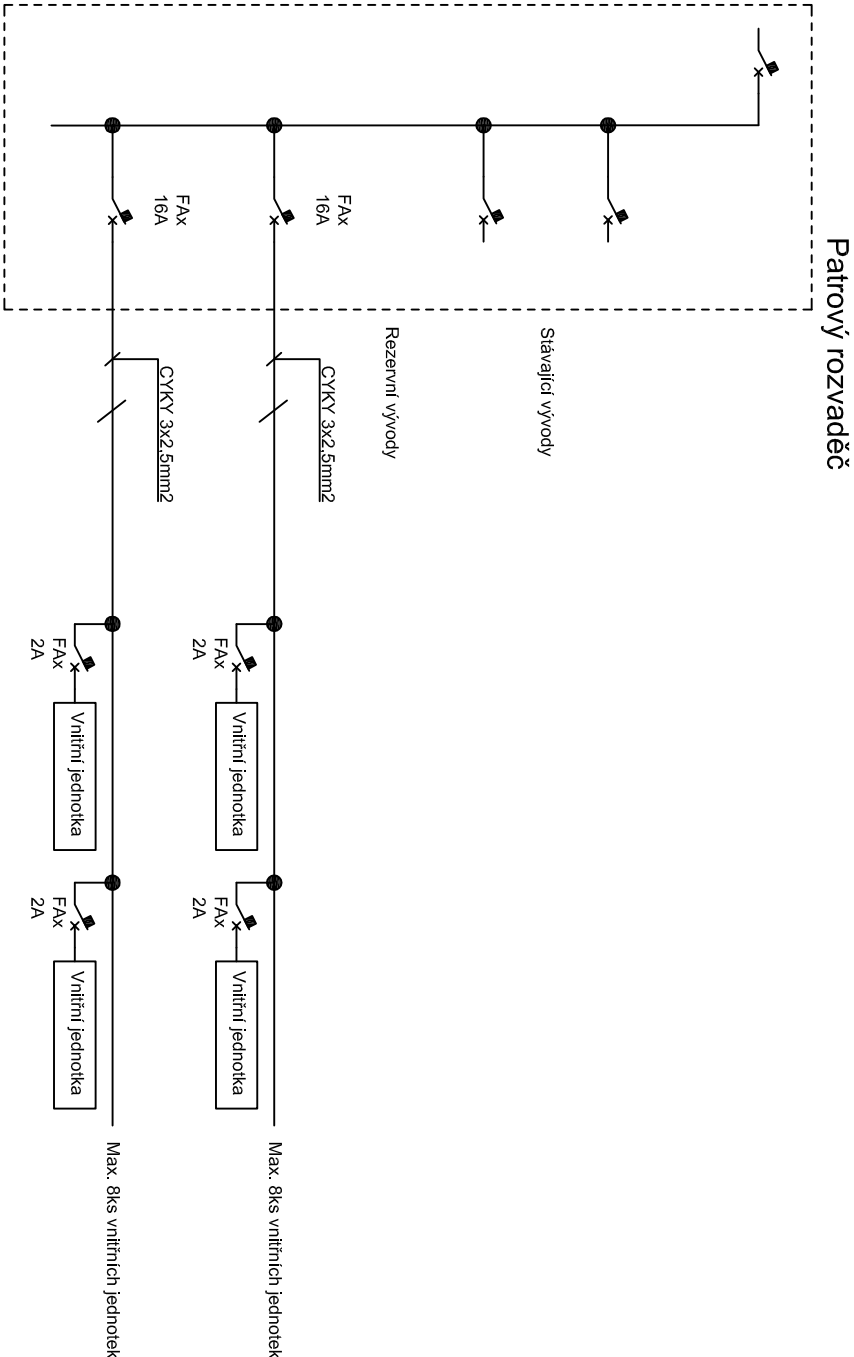 Patrový rozvaděč
Stávající vývody
Rezervní vývody
FAx
16A
CYKY 3x2,5mm2
FAx
2A
Vnitřní jednotka
FAx
2A
Vnitřní jednotka
Max. 8ks vnitřních jednotek
FAx
16A
CYKY 3x2,5mm2
FAx
2A
Vnitřní jednotka
FAx
2A
Vnitřní jednotka
Max. 8ks vnitřních jednotek